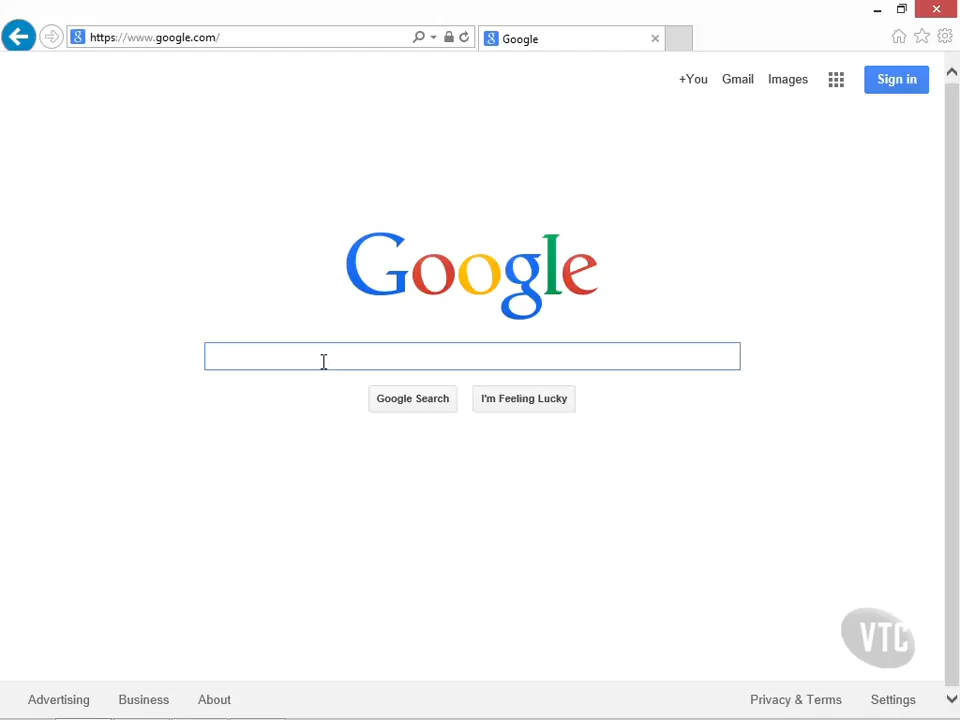 https://www.google.com/
Google
+You Gmail Images Sign in
Google
Google Search I'm Feeling Lucky
VTC
Advertising Business About Privacy & Terms Settings